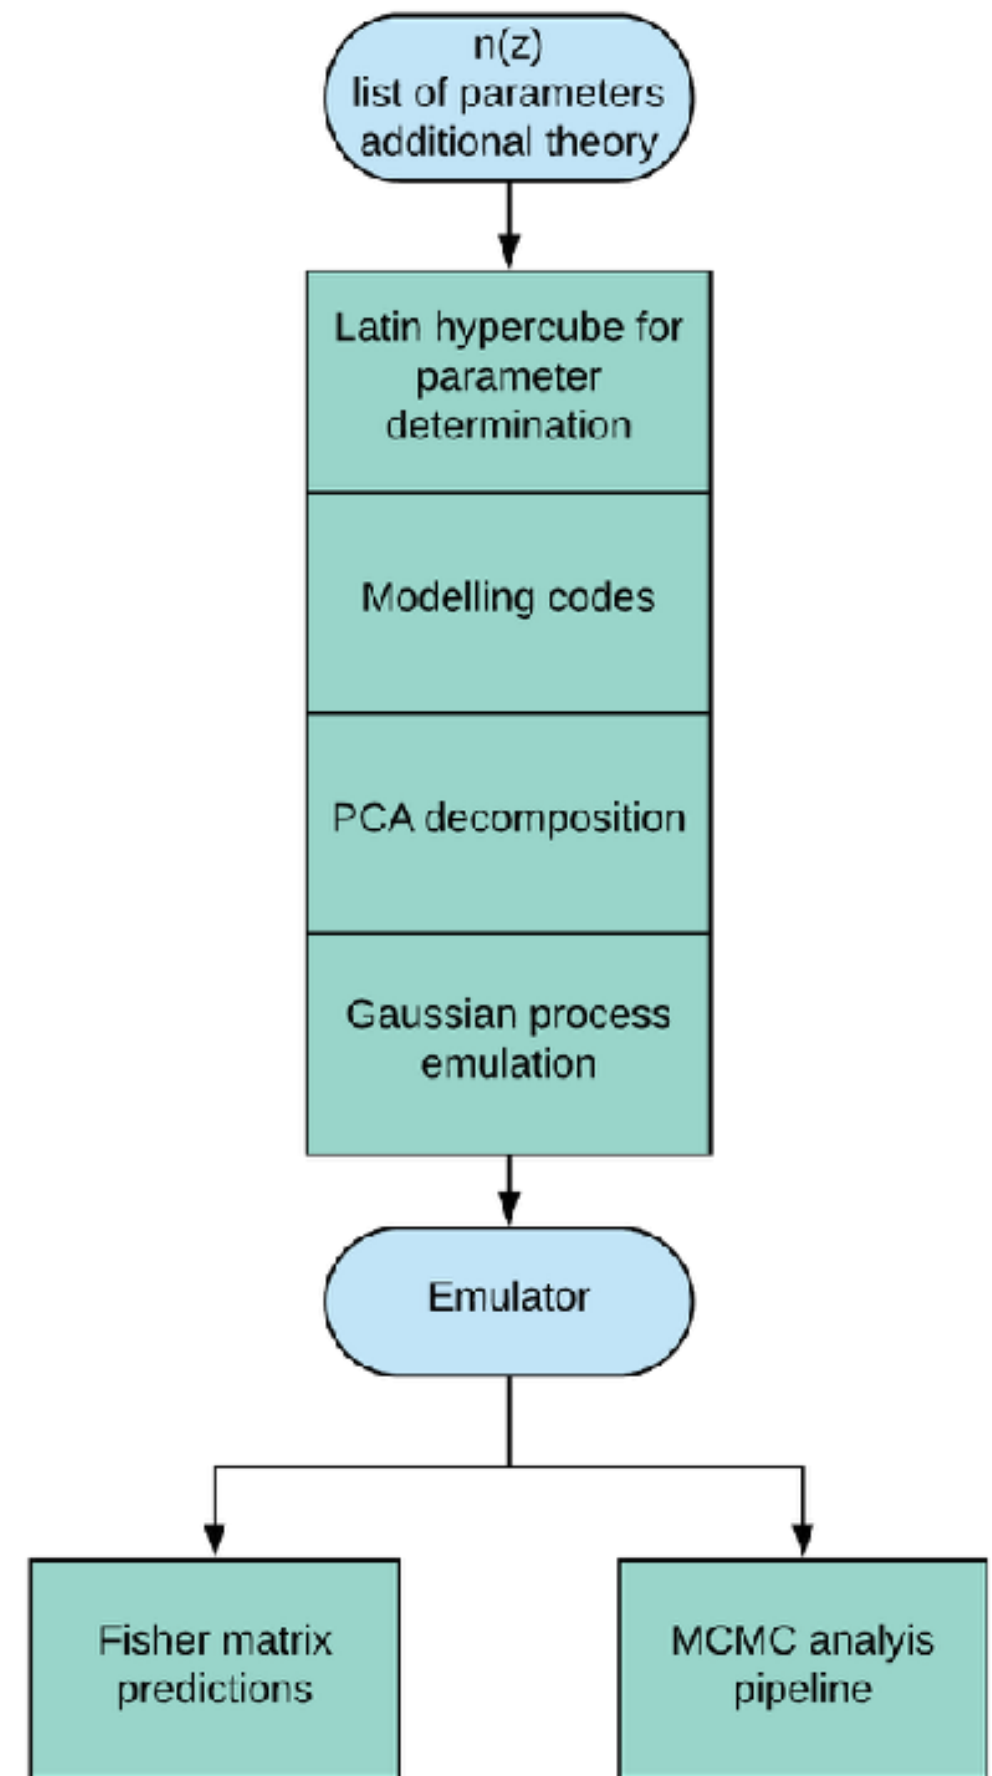 n(z)
list of parameters
additional theory
Latin hypercube for
parameter
determination
Modelling codes
PCA decomposition
Gaussian process
emulation
Emulator
Fisher matrix
predictions
MCMC analyis
pipeline